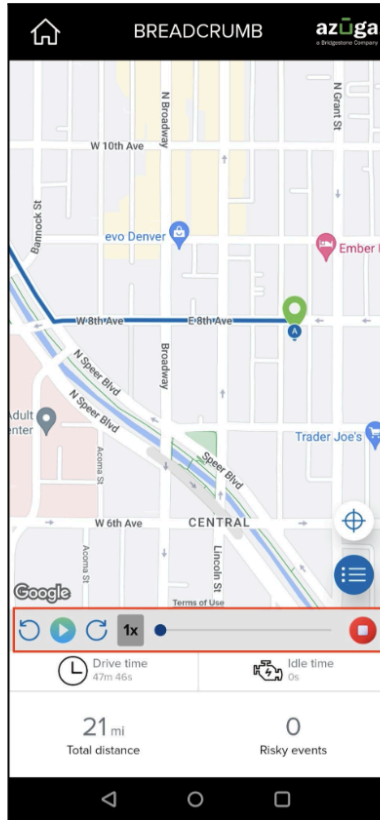 BREADCRUMB
azūga
a Bridgestone Company
N Broadway
N Grant St
W 10th Ave
Bannock St
evo Denver
Ember
W 8th Ave
E 8th Ave
A
N Speer Blvd
N Speer Blvd
Broadway
Adult
enter
Trader Joe's
Acoma St
Speer Blvd
W 6th Ave
CENTRAL
Acoma St
Lincoln St
Google
Terms of Use
1x
Drive time
47m 46s
Idle time
0s
21 mi
Total distance
0
Risky events